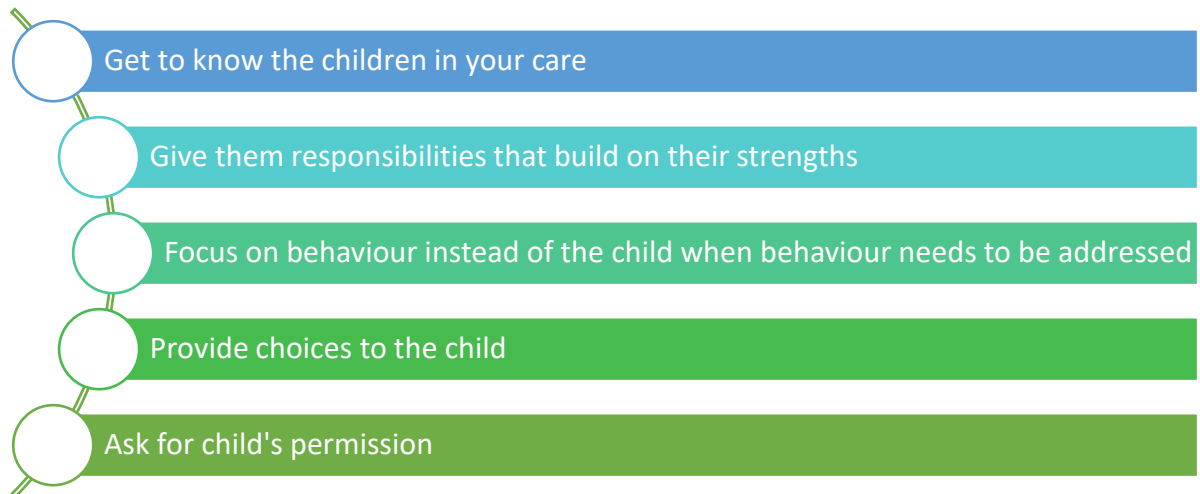 Get to know the children in your care
Give them responsibilities that build on their strengths
Focus on behaviour instead of the child when behaviour needs to be addressed
Provide choices to the child
Ask for child's permission